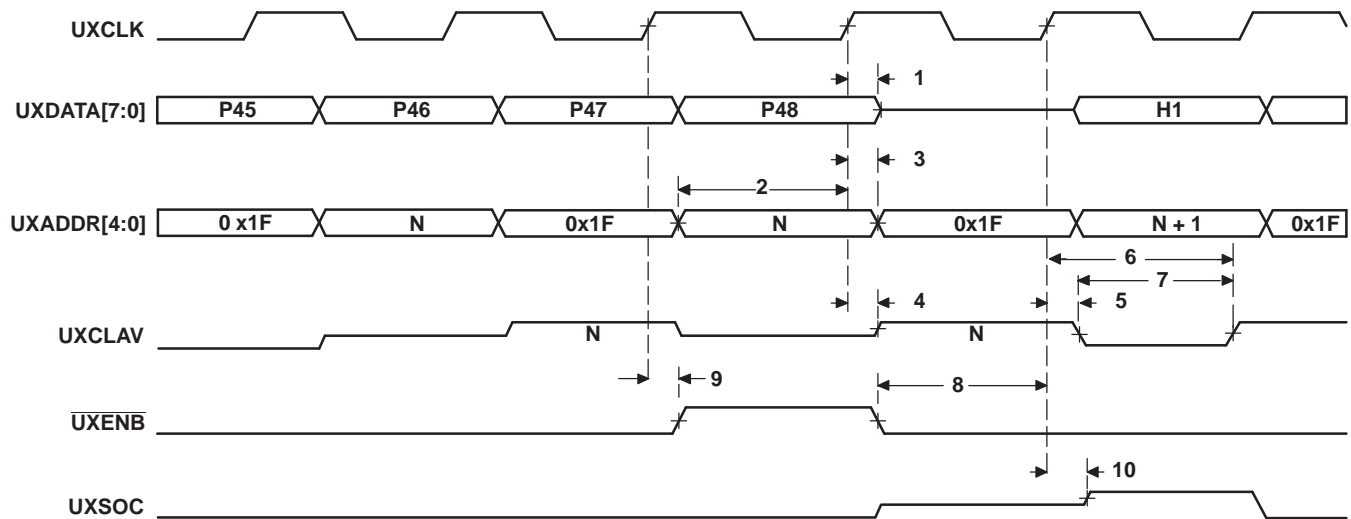 UXCLK
1
UXDATA[7:0] P45 P46 P47 P48 H1
3
2
UXADDR[4:0] 0 x1F N 0x1F N 0x1F N + 1 0x1F
6
7
4 5
UXCLAV N N
9 8
UXENB
10
UXSOC